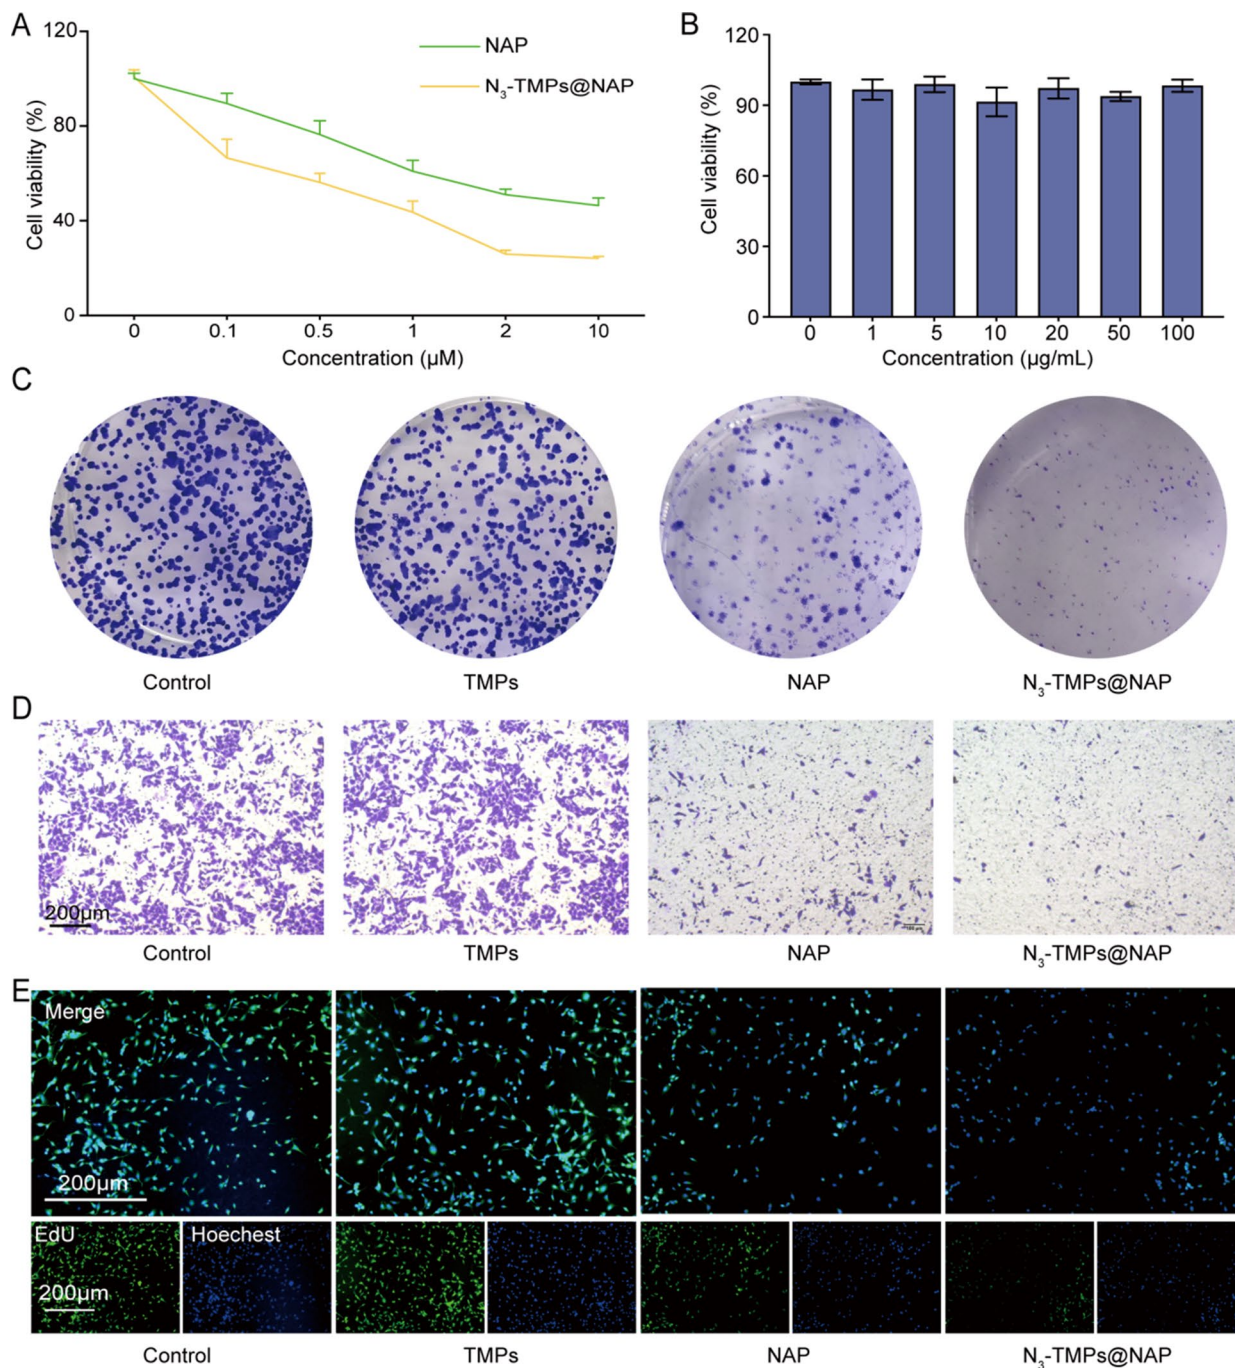 A
120
80
40
0
Cell viability (%)
NAP
N₃-TMPs@NAP
0 0.1 0.5 1 2 10
Concentration (μM)
B
120
90
60
30
0
Cell viability (%)
0 1 5 10 20 50 100
Concentration (μg/mL)
C
Control TMPs NAP N₃-TMPs@NAP
D
200μm
Control TMPs NAP N₃-TMPs@NAP
E
Merge
200μm
EdU Hoechest
200μm
Control TMPs NAP N₃-TMPs@NAP